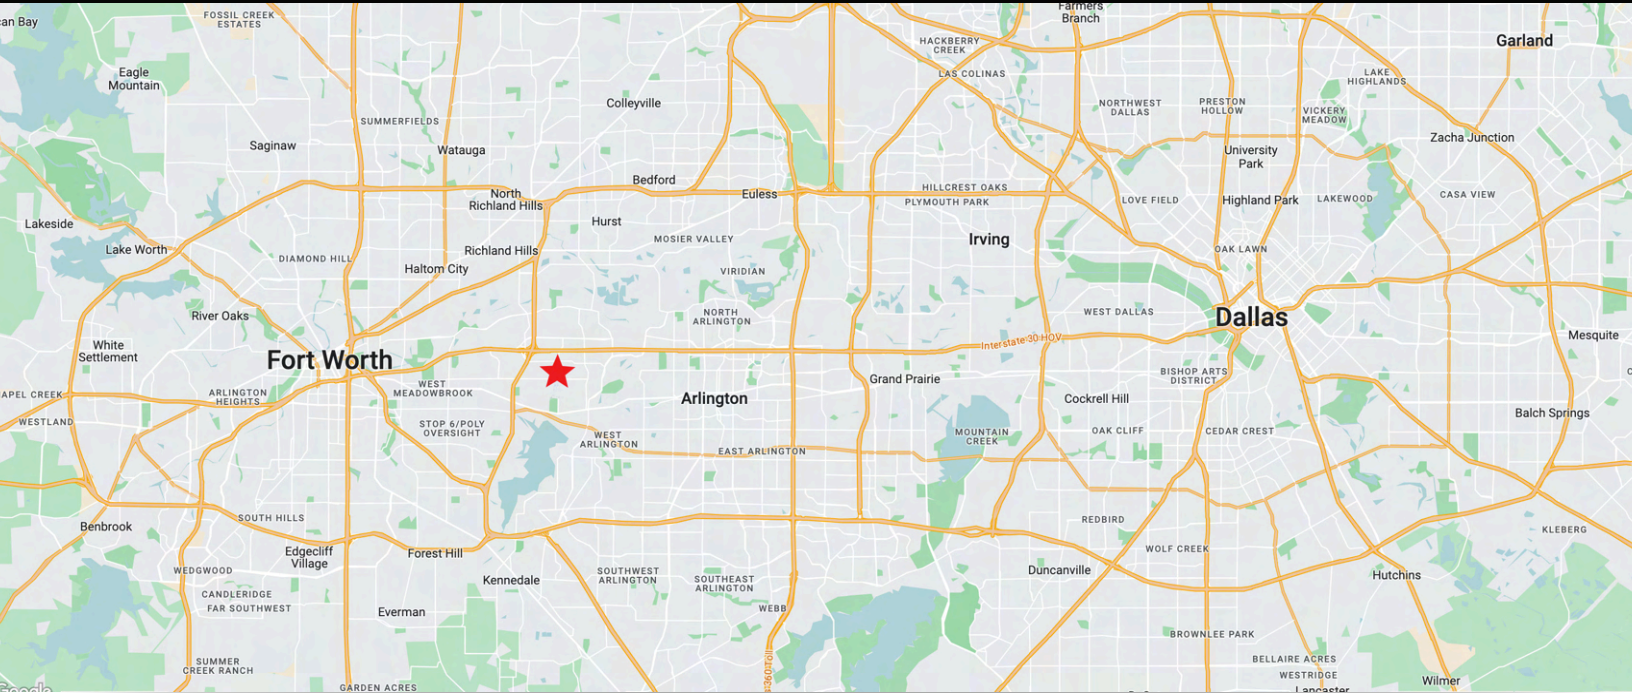 can Bay
FOSSIL CREEK
ESTATES
Farmers
Branch
HACKBERRY
CREEK
Garland
Eagle
Mountain
LAS COLINAS
LAKE
HIGHLANDS
Colleyville
NORTHWEST
DALLAS
PRESTON
HOLLOW
VICKERY
MEADOW
SUMMERFIELDS
Zacha Junction
Saginaw
Watauga
University
Park
Bedford
North
Richland Hills
Euless
HILLCREST OAKS
PLYMOUTH PARK
LOVE FIELD
Highland Park
LAKEWOOD
CASA VIEW
Lakeside
Hurst
MOSIER VALLEY
Irving
Lake Worth
DIAMOND HILL
Richland Hills
OAK LAWN
Haltom City
VIRIDIAN
River Oaks
NORTH
ARLINGTON
WEST DALLAS
Dallas
White
Settlement
Fort Worth
Interstate 30 HOV
Mesquite
WEST
MEADOWBROOK
Grand Prairie
BISHOP ARTS
DISTRICT
APEL CREEK
ARLINGTON
HEIGHTS
Arlington
Cockrell Hill
Balch Springs
WESTLAND
STOP 6/POLY
OVERSIGHT
WEST
ARLINGTON
MOUNTAIN
CREEK
OAK CLIFF
CEDAR CREST
EAST ARLINGTON
Benbrook
SOUTH HILLS
REDBIRD
KLEBERG
Edgecliff
Village
Forest Hill
WOLF CREEK
WEDGWOOD
Kennedale
SOUTHWEST
ARLINGTON
SOUTHEAST
ARLINGTON
Duncanville
Hutchins
CANDLERIDGE
FAR SOUTHWEST
Everman
WEBB
BROWNLEE PARK
SUMMER
CREEK RANCH
360 Toll
BELLAIRE ACRES
WESTRIDGE
GARDEN ACRES
Wilmer
Lancaster
Google